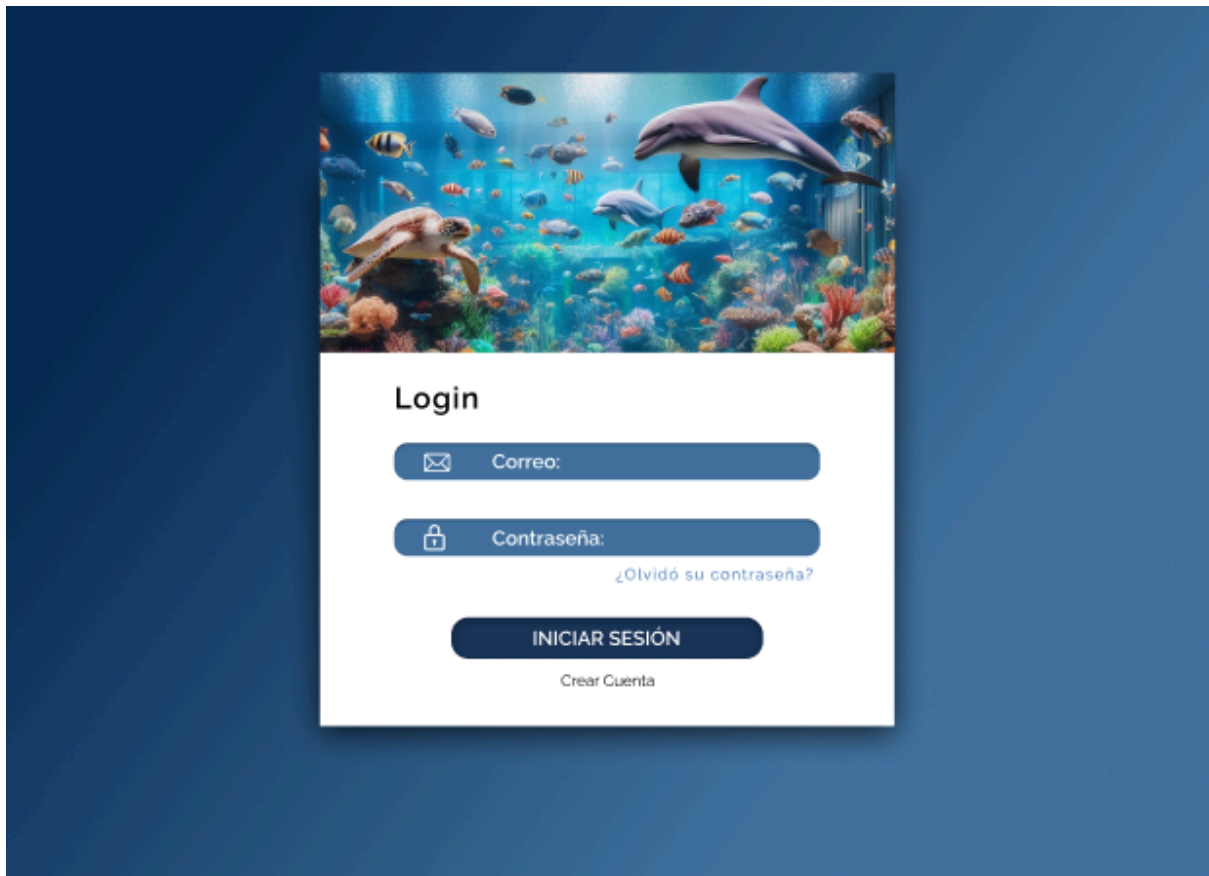 Login
Correo:
Contraseña:
¿Olvidó su contraseña?
INICIAR SESIÓN
Crear Cuenta